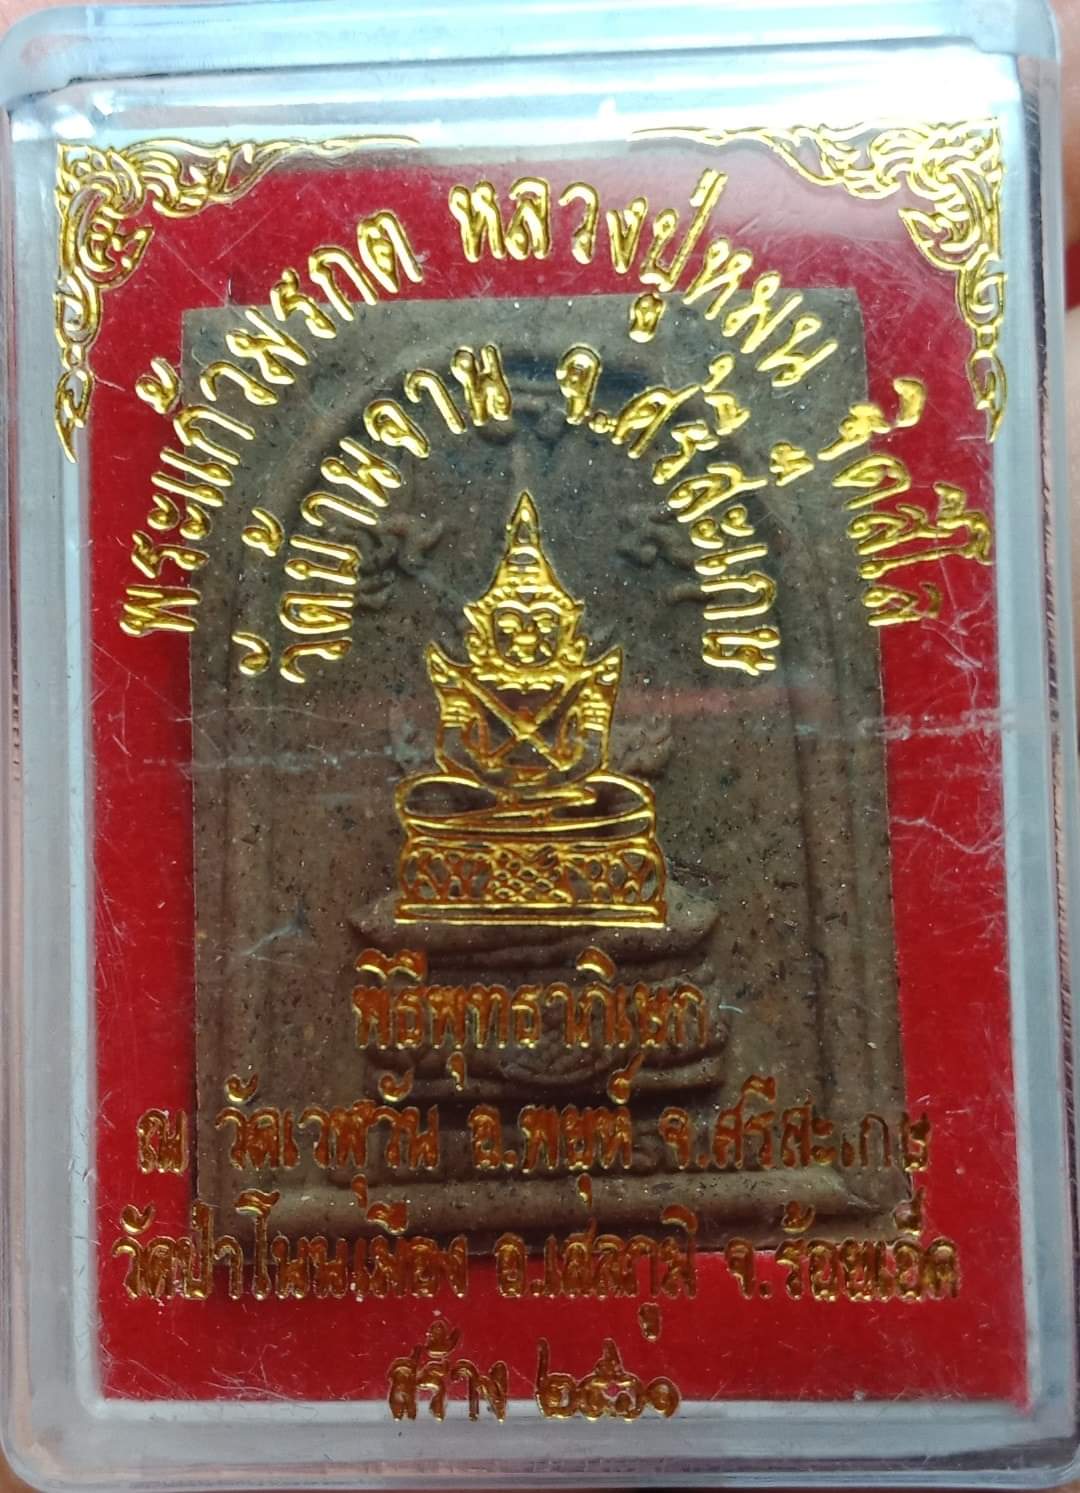 พระแก้วมรกต หลวงปู่หมุน ฐิตสีโล
วัดบ้านจาน จ.ศรีสะเกษ
พิธีพุทธาภิเษก
ณ วัดเวฬุวัน อ.พยุห์ จ.ศรีสะเกษ
วัดป่าโนนเมือง อ.เสลภูมิ จ.ร้อยเอ็ด
สร้าง ๒๕๖๑